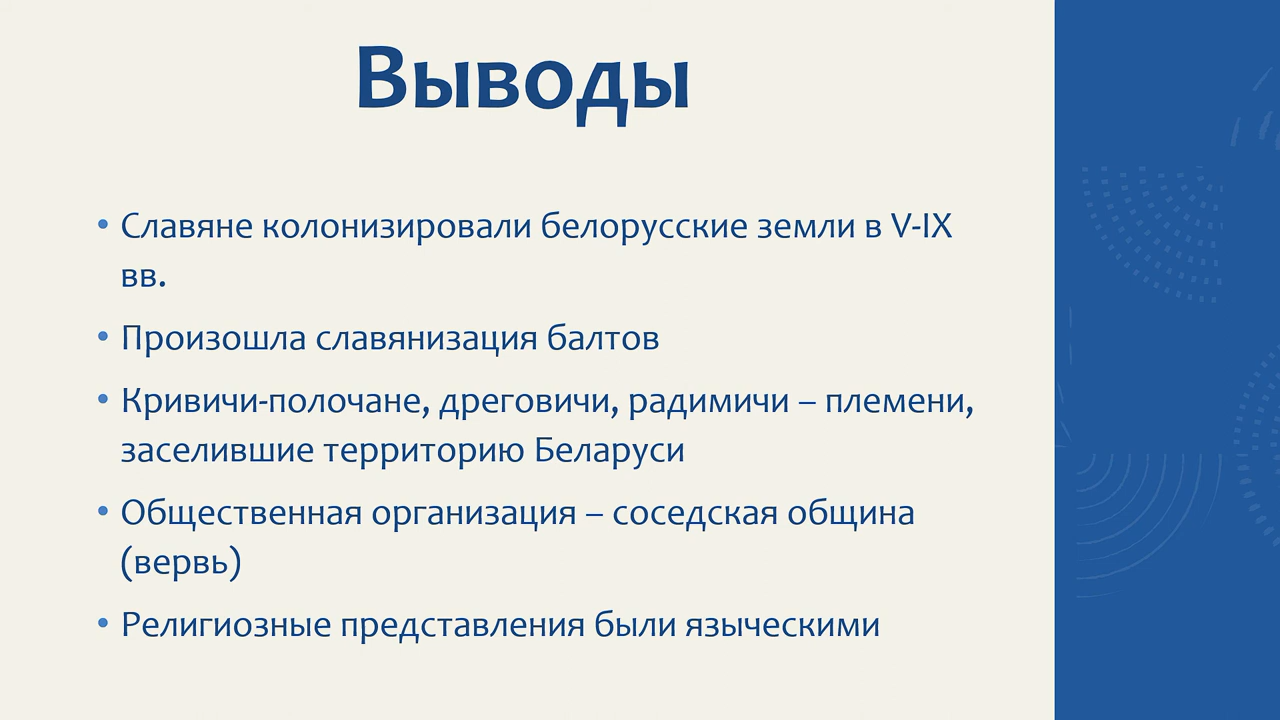 Выводы
• Славяне колонизировали белорусские земли в V-IX
вв.
• Произошла славянизация балтов
• Кривичи-полочане, дреговичи, радимичи – племени,
заселившие территорию Беларуси
• Общественная организация – соседская община
(вервь)
• Религиозные представления были языческими